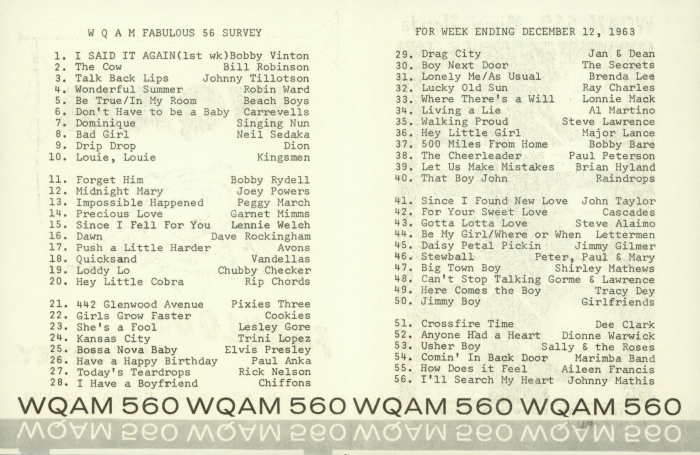 W Q A M FABULOUS 56 SURVEY
1. I SAID IT AGAIN(1st wk)Bobby Vinton
2. The Cow Bill Robinson
3. Talk Back Lips Johnny Tillotson
4. Wonderful Summer Robin Ward
5. Be True/In My Room Beach Boys
6. Don't Have to be a Baby Carrevells
7. Dominique Singing Nun
8. Bad Girl Neil Sedaka
9. Drip Drop Dion
10. Louie, Louie Kingsmen
11. Forget Him Bobby Rydell
12. Midnight Mary Joey Powers
13. Impossible Happened Peggy March
14. Precious Love Garnet Mimms
15. Since I Fell For You Lennie Welch
16. Dawn Dave Rockingham
17. Push a Little Harder Avons
18. Quicksand Vandellas
19. Loddy Lo Chubby Checker
20. Hey Little Cobra Rip Chords
21. 442 Glenwood Avenue Pixies Three
22. Girls Grow Faster Cookies
23. She's a Fool Lesley Gore
24. Kansas City Trini Lopez
25. Bossa Nova Baby Elvis Presley
26. Have a Happy Birthday Paul Anka
27. Today's Teardrops Rick Nelson
28. I Have a Boyfriend Chiffons
FOR WEEK ENDING DECEMBER 12, 1963
29. Drag City Jan & Dean
30. Boy Next Door The Secrets
31. Lonely Me/As Usual Brenda Lee
32. Lucky Old Sun Ray Charles
33. Where There's a Will Lonnie Mack
34. Living a Lie Al Martino
35. Walking Proud Steve Lawrence
36. Hey Little Girl Major Lance
37. 500 Miles From Home Bobby Bare
38. The Cheerleader Paul Peterson
39. Let Us Make Mistakes Brian Hyland
40. That Boy John Raindrops
41. Since I Found New Love John Taylor
42. For Your Sweet Love Cascades
43. Gotta Lotta Love Steve Alaimo
44. Be My Girl/Where or When Lettermen
45. Daisy Petal Pickin Jimmy Gilmer
46. Stewball Peter, Paul & Mary
47. Big Town Boy Shirley Mathews
48. Can't Stop Talking Gorme & Lawrence
49. Here Comes the Boy Tracy Dey
50. Jimmy Boy Girlfriends
51. Crossfire Time Dee Clark
52. Anyone Had a Heart Dionne Warwick
53. Usher Boy Sally & the Roses
54. Comin' In Back Door Marimba Band
55. How Does it Feel Aileen Francis
56. I'll Search My Heart Johnny Mathis
WQAM 560 WQAM 560 WQAM 560 WQAM 560
WQAM 560 WQAM 560 WQAM 560 WQAM 560